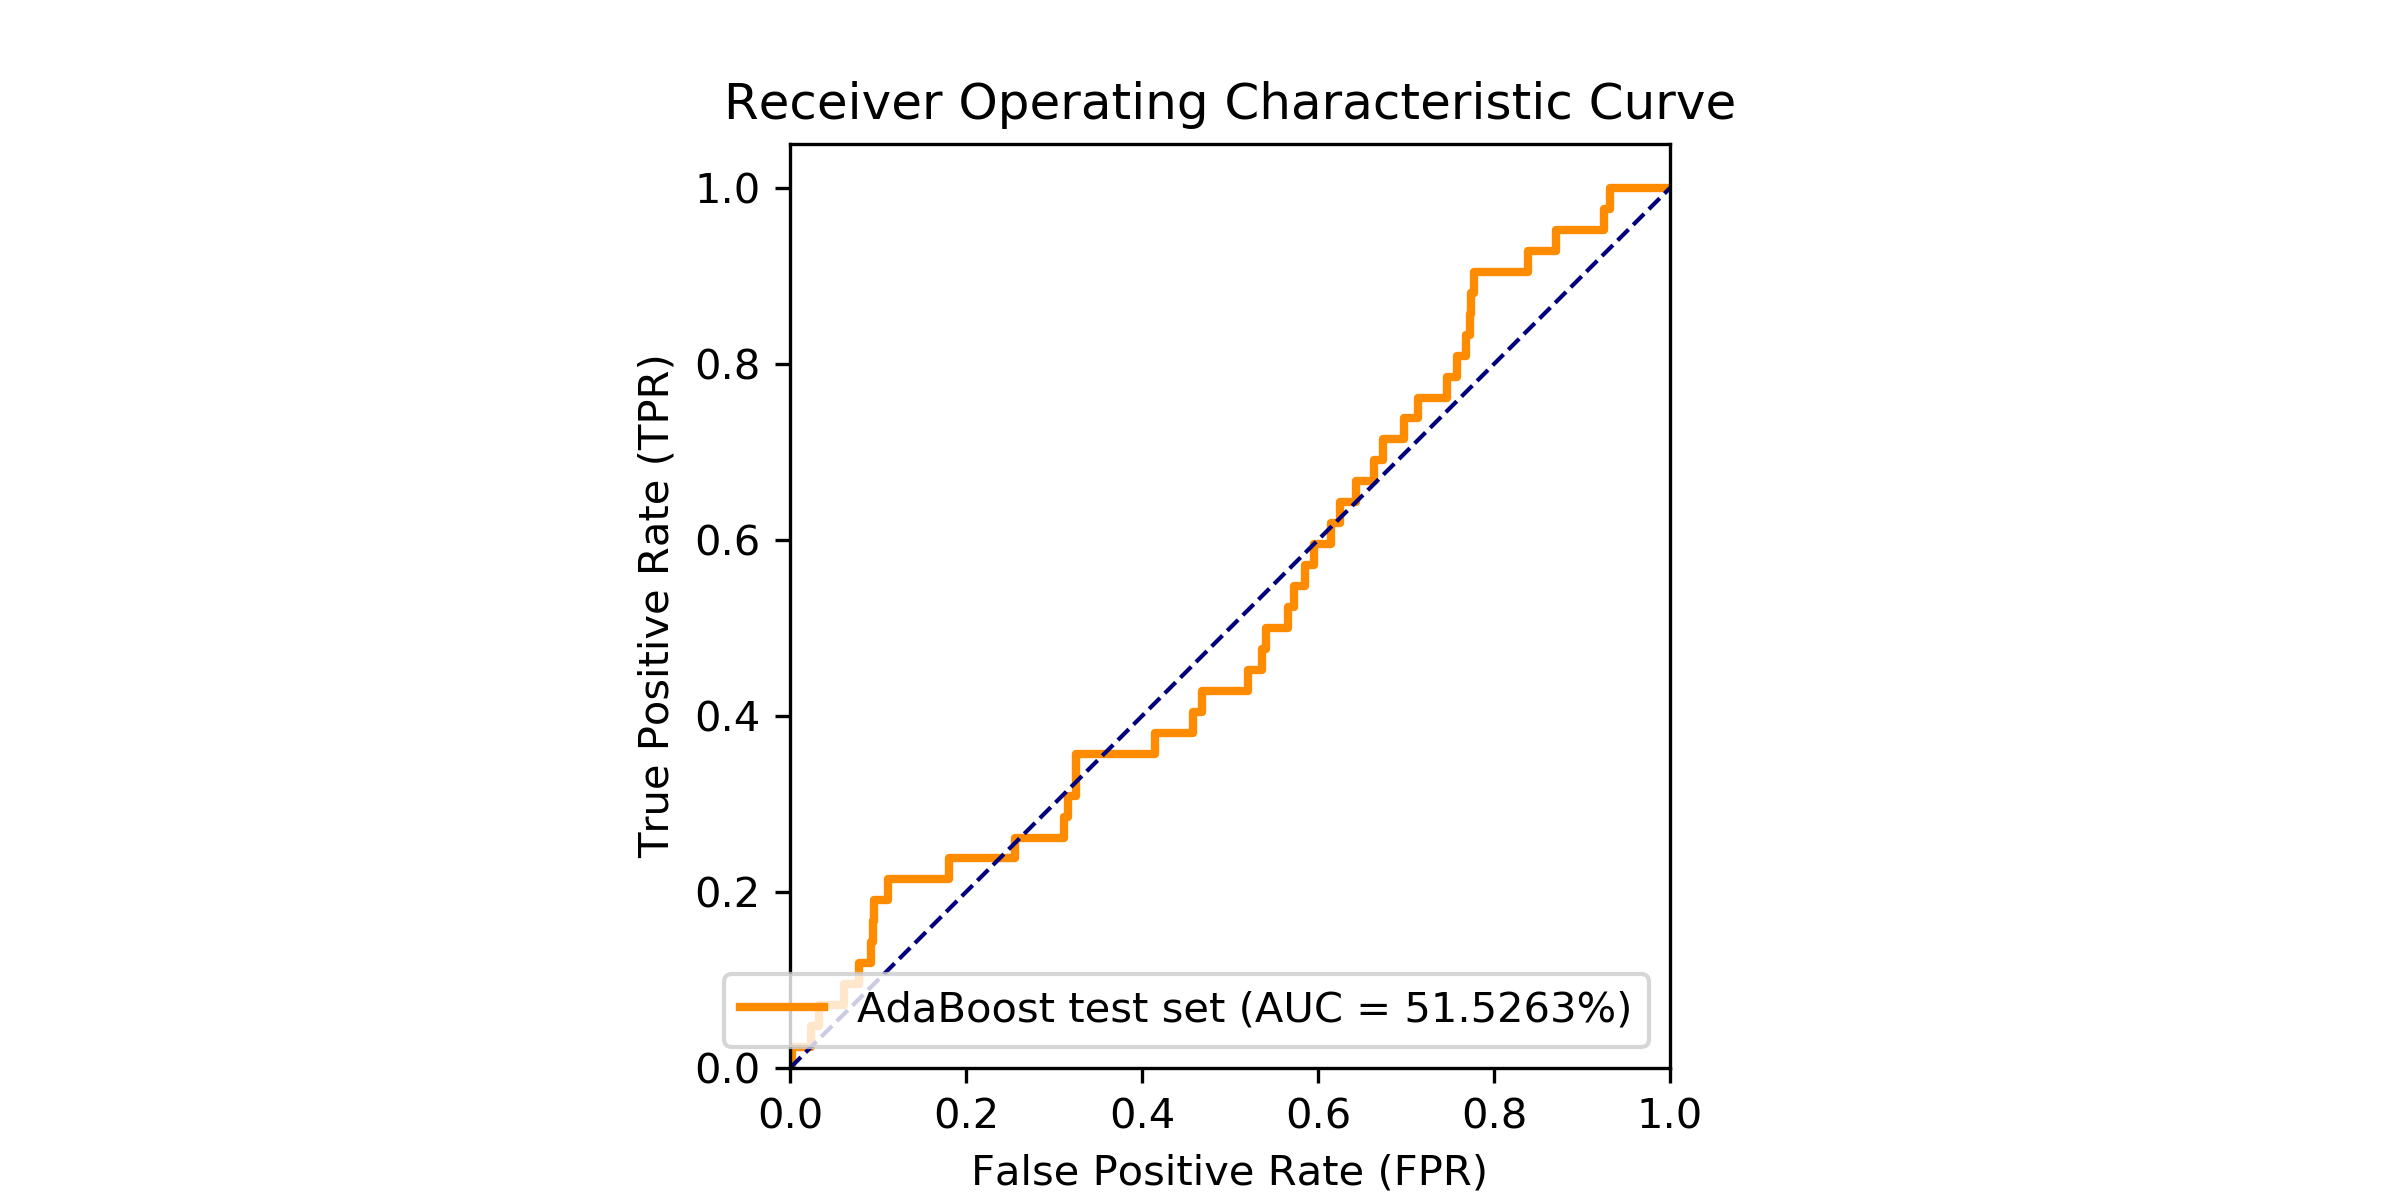 Receiver Operating Characteristic Curve
1.0
0.8
0.6
0.4
0.2
0.0
True Positive Rate (TPR)
AdaBoost test set (AUC = 51.5263%)
0.0 0.2 0.4 0.6 0.8 1.0
False Positive Rate (FPR)